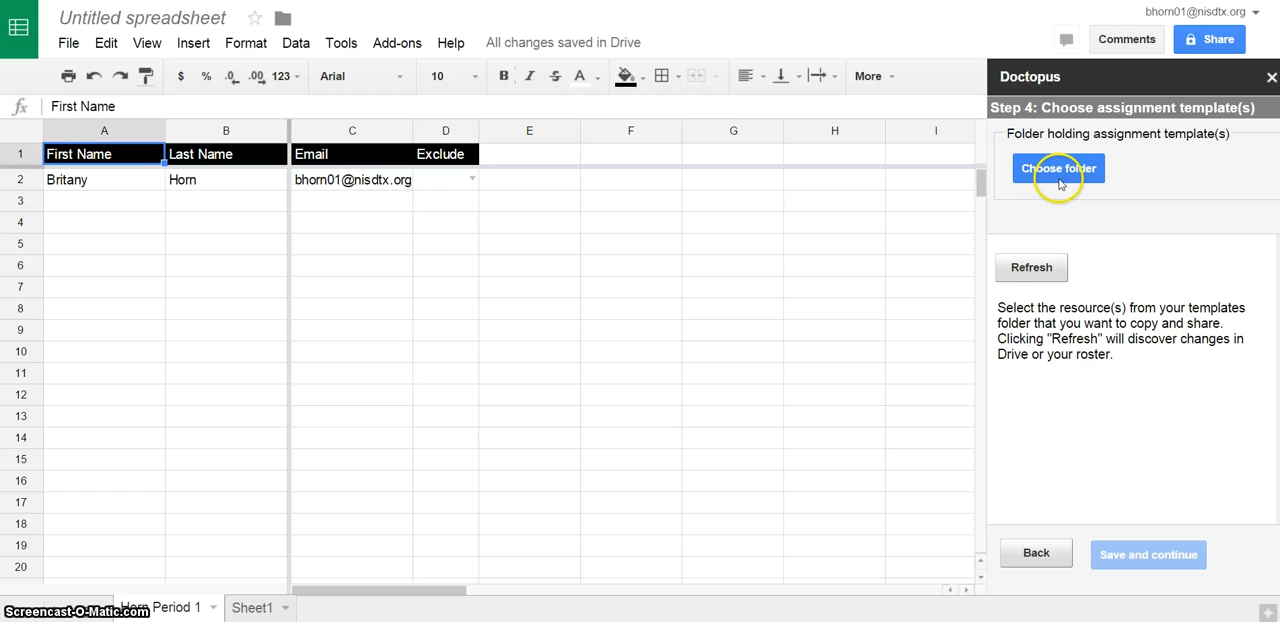 Untitled spreadsheet
bhorn01@nisdtx.org
File Edit View Insert Format Data Tools Add-ons Help All changes saved in Drive
Comments
Share
$ % .0 .00 123 Arial 10 B I S A More
fx First Name
A B C D E F G H I
1 First Name Last Name Email Exclude
2 Britany Horn bhorn01@nisdtx.org
3
4
5
6
7
8
9
10
11
12
13
14
15
16
17
18
19
20
Doctopus
Step 4: Choose assignment template(s)
Folder holding assignment template(s)
Choose folder
Refresh
Select the resource(s) from your templates
folder that you want to copy and share.
Clicking "Refresh" will discover changes in
Drive or your roster.
Back
Save and continue
Horn Period 1
Sheet1
Screencast-O-Matic.com